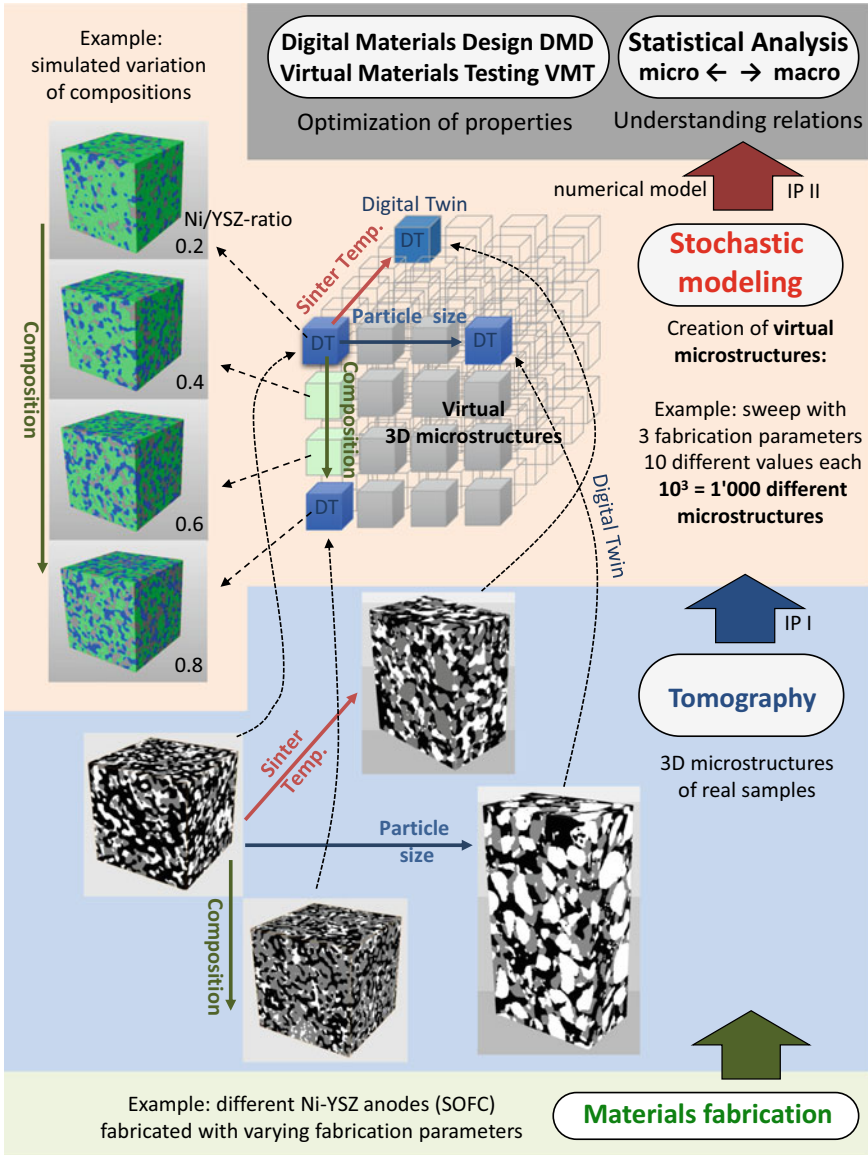 Example:
simulated variation
of compositions
Digital Materials Design DMD
Virtual Materials Testing VMT
Optimization of properties
Statistical Analysis
micro ← → macro
Understanding relations
numerical model
IP II
Stochastic
modeling
Creation of virtual
microstructures:
Example: sweep with
3 fabrication parameters
10 different values each
10³ = 1'000 different
microstructures
Ni/YSZ-ratio
0.2
0.4
0.6
0.8
Composition
Digital Twin
DT
Sinter Temp.
Particle size
DT
DT
Composition
Virtual
3D microstructures
DT
Digital Twin
IP I
Tomography
3D microstructures
of real samples
Sinter
Temp.
Particle
size
Composition
Example: different Ni-YSZ anodes (SOFC)
fabricated with varying fabrication parameters
Materials fabrication